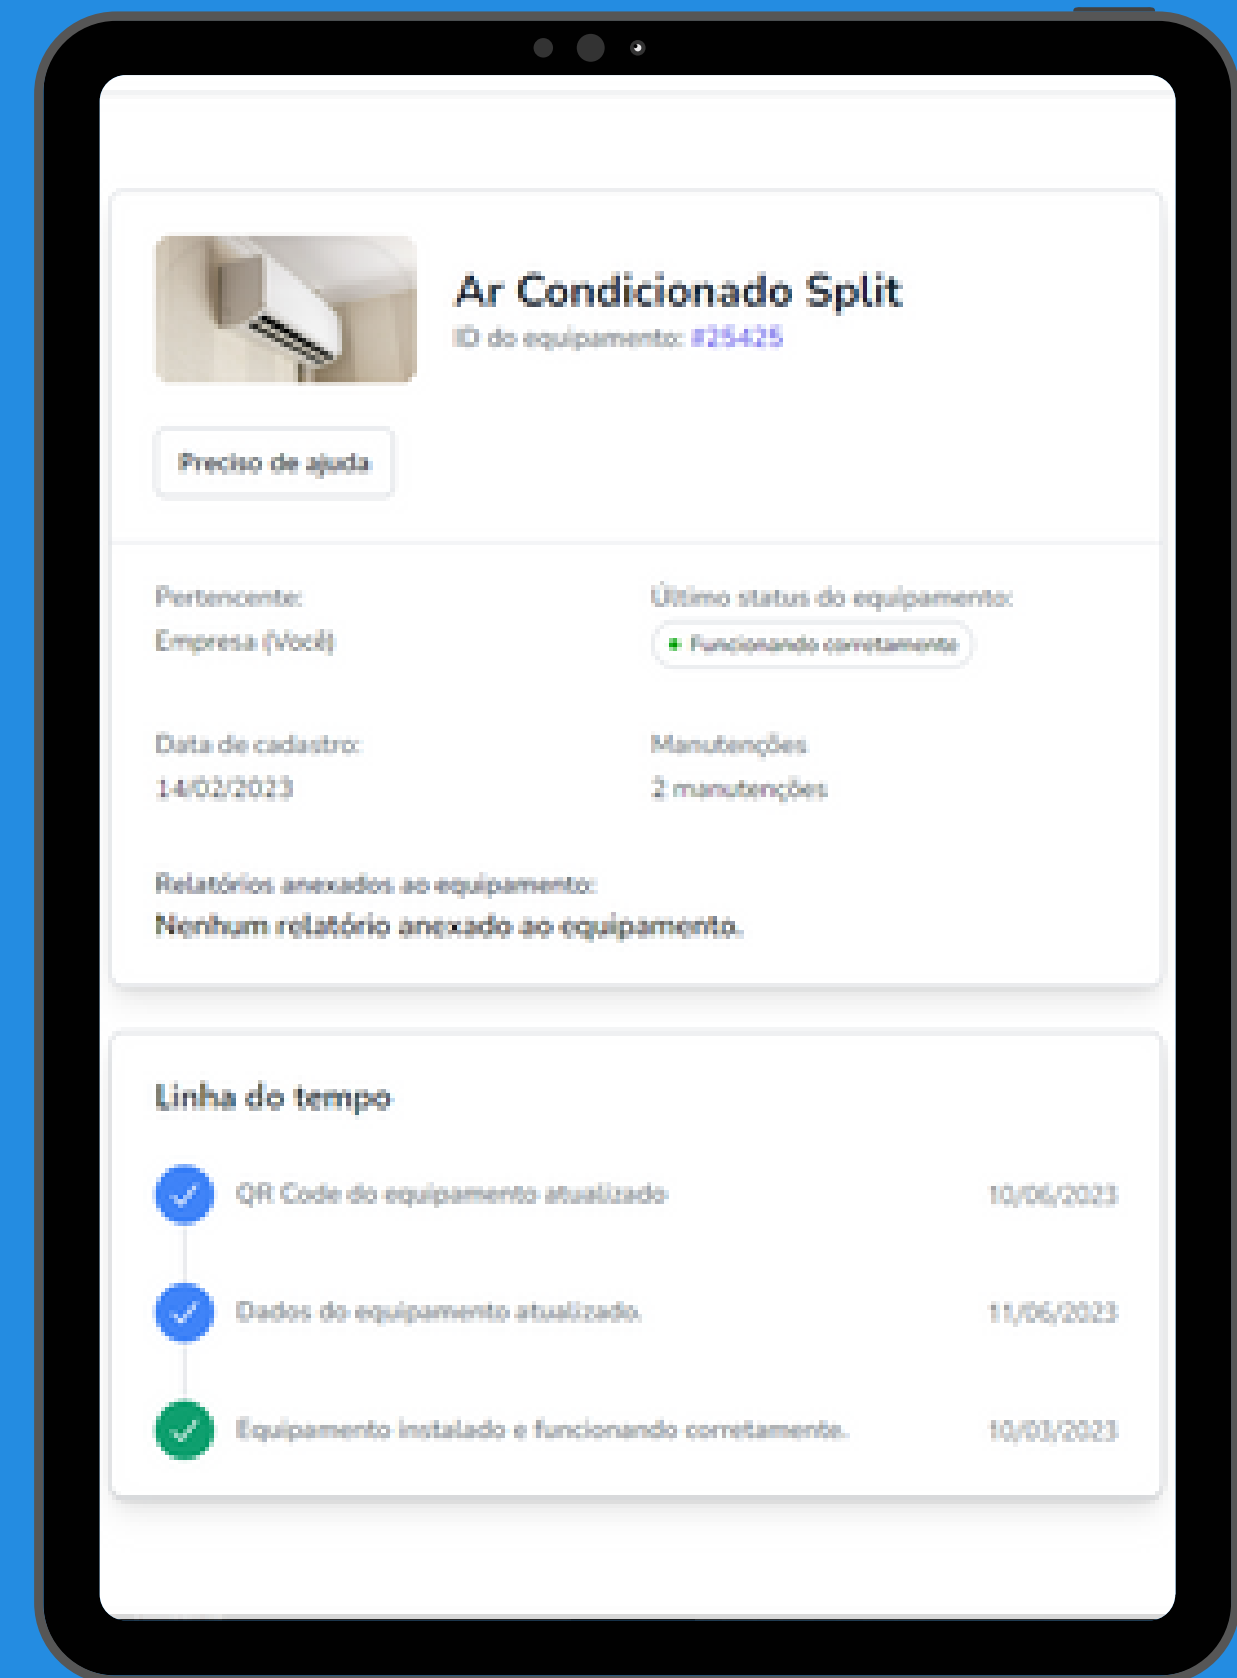 Ar Condicionado Split
ID do equipamento: #25425
Preciso de ajuda
Pertencente:
Empresa (Você)
Último status do equipamento:
Funcionando corretamente
Data de cadastro:
14/02/2023
Manutenções
2 manutenções
Relatórios anexados ao equipamento:
Nenhum relatório anexado ao equipamento.
Linha do tempo
QR Code do equipamento atualizado 10/06/2023
Dados do equipamento atualizado. 11/06/2023
Equipamento instalado e funcionando corretamente. 10/03/2023